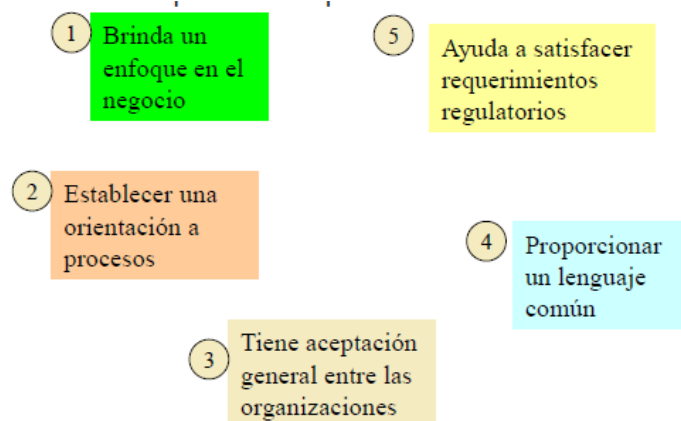 1
Brinda un
enfoque en el
negocio
2
Establecer una
orientación a
procesos
3
Tiene aceptación
general entre las
organizaciones
4
Proporcionar
un lenguaje
común
5
Ayuda a satisfacer
requerimientos
regulatorios